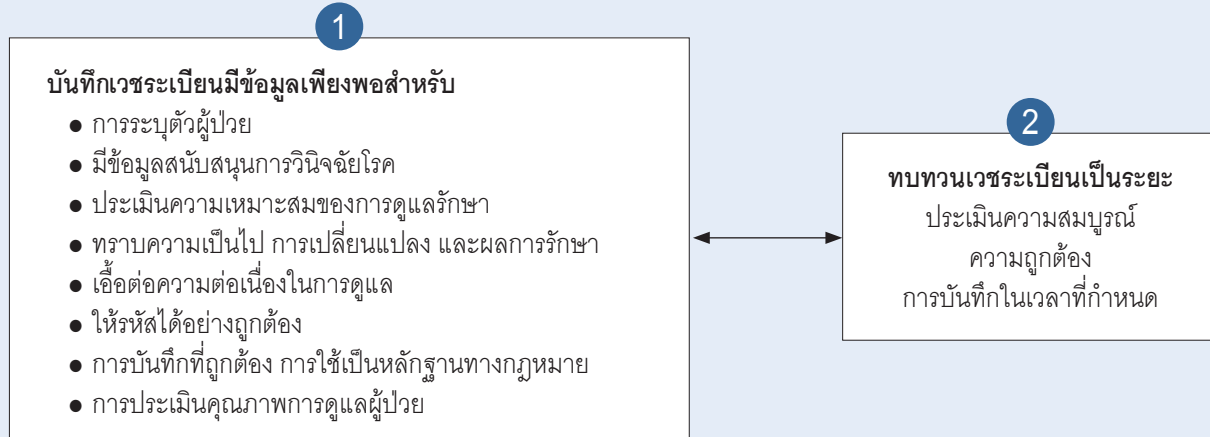 1
บันทึกเวชระเบียนมีข้อมูลเพียงพอสำหรับ
● การระบุตัวผู้ป่วย
● มีข้อมูลสนับสนุนการวินิจฉัยโรค
● ประเมินความเหมาะสมของการดูแลรักษา
● ทราบความเป็นไป การเปลี่ยนแปลง และผลการรักษา
● เอื้อต่อความต่อเนื่องในการดูแล
● ให้รหัสได้อย่างถูกต้อง
● การบันทึกที่ถูกต้อง การใช้เป็นหลักฐานทางกฎหมาย
● การประเมินคุณภาพการดูแลผู้ป่วย
2
ทบทวนเวชระเบียนเป็นระยะ
ประเมินความสมบูรณ์
ความถูกต้อง
การบันทึกในเวลาที่กำหนด